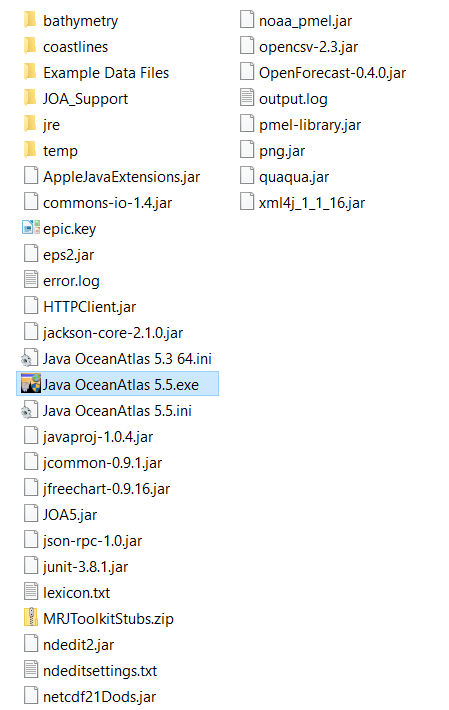 bathymetry
coastlines
Example Data Files
JOA_Support
jre
temp
AppleJavaExtensions.jar
commons-io-1.4.jar
epic.key
eps2.jar
error.log
HTTPClient.jar
jackson-core-2.1.0.jar
Java OceanAtlas 5.3 64.ini
Java OceanAtlas 5.5.exe
Java OceanAtlas 5.5.ini
javaproj-1.0.4.jar
jcommon-0.9.1.jar
jfreechart-0.9.16.jar
JOA5.jar
json-rpc-1.0.jar
junit-3.8.1.jar
lexicon.txt
MRJToolkitStubs.zip
ndedit2.jar
ndeditsettings.txt
netcdf21Dods.jar
noaa_pmel.jar
opencsv-2.3.jar
OpenForecast-0.4.0.jar
output.log
pmel-library.jar
png.jar
quaqua.jar
xml4j_1_1_16.jar